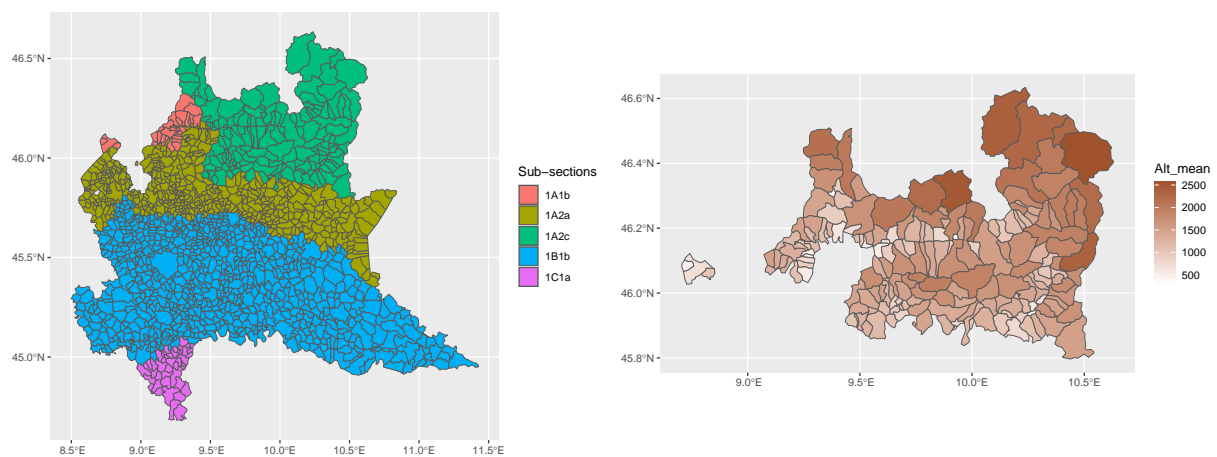 46.5°N
46.0°N
45.5°N
45.0°N
8.5°E 9.0°E 9.5°E 10.0°E 10.5°E 11.0°E 11.5°E
Sub−sections
1A1b
1A2a
1A2c
1B1b
1C1a
46.6°N
46.4°N
46.2°N
46.0°N
45.8°N
9.0°E 9.5°E 10.0°E 10.5°E
Alt_mean
2500
2000
1500
1000
500